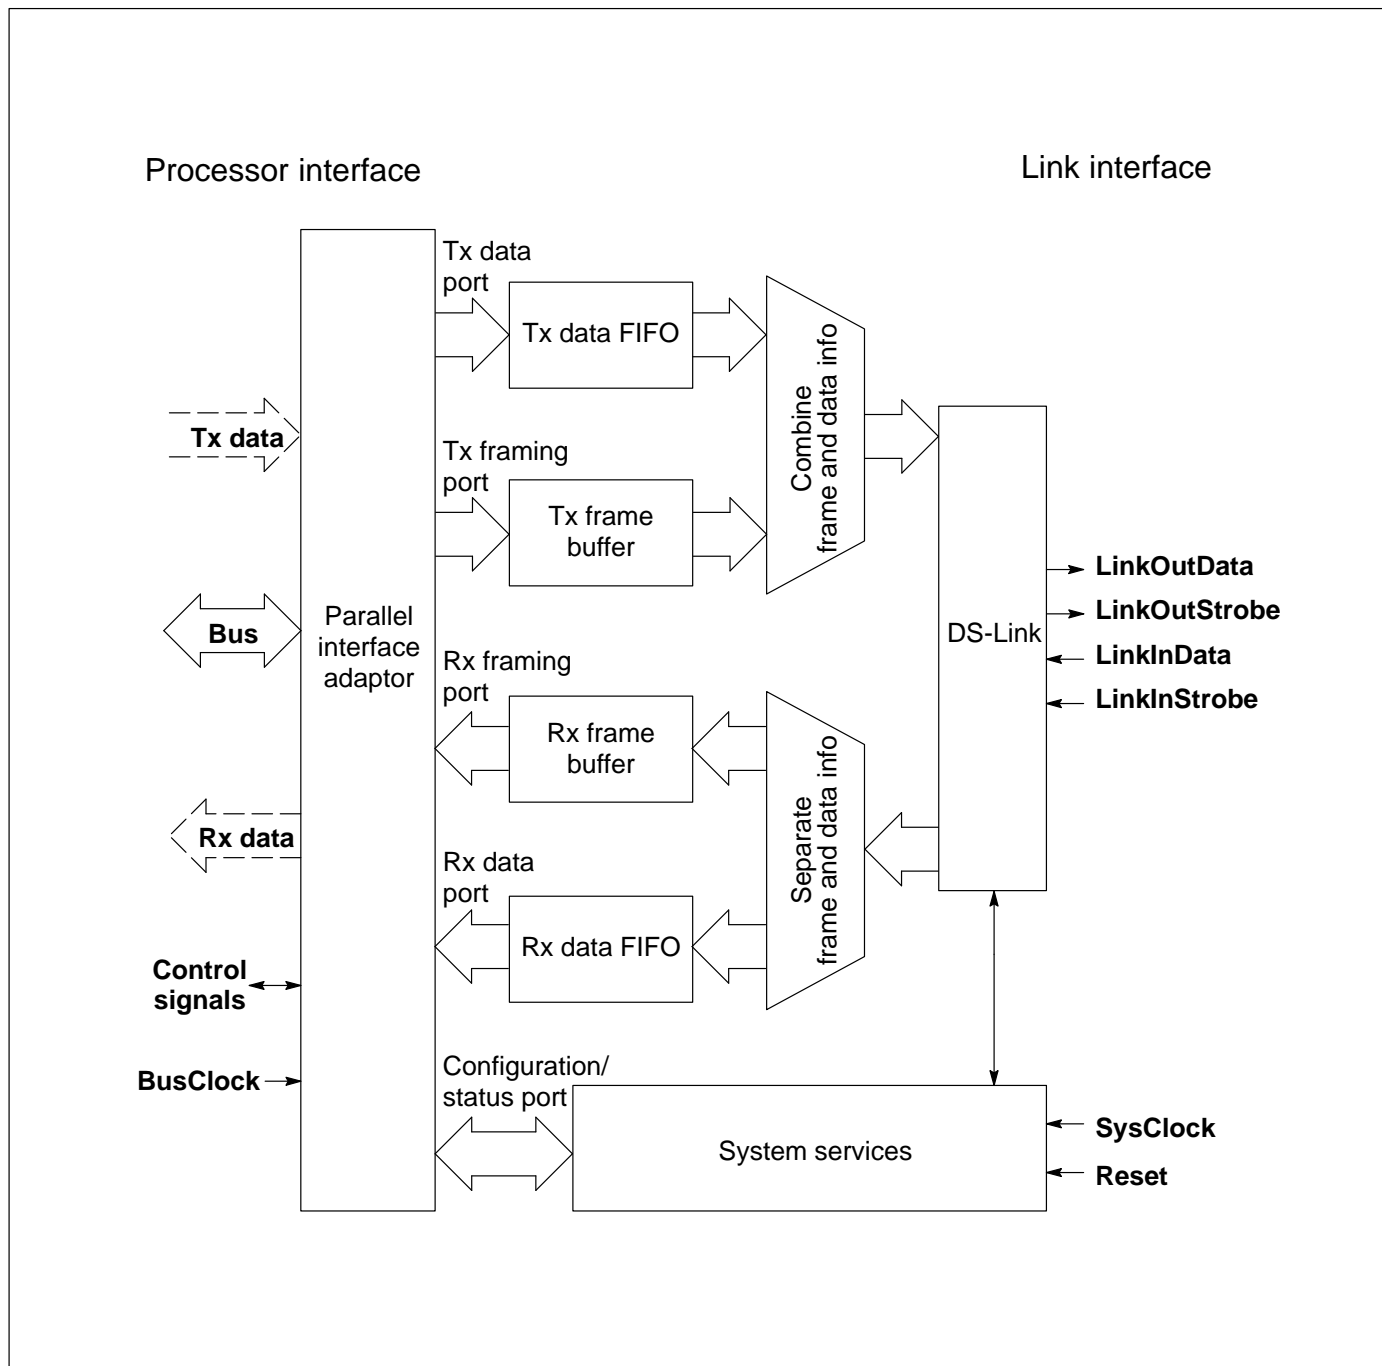 Processor interface
Link interface
Tx data
port
Tx data FIFO
Combine
frame and data info
Tx data
Tx framing
port
Tx frame
buffer
LinkOutData
LinkOutStrobe
LinkInData
LinkInStrobe
DS-Link
Bus
Parallel
interface
adaptor
Rx framing
port
Rx frame
buffer
Separate
frame and data info
Rx data
Rx data
port
Rx data FIFO
Control
signals
BusClock
Configuration/
status port
System services
SysClock
Reset